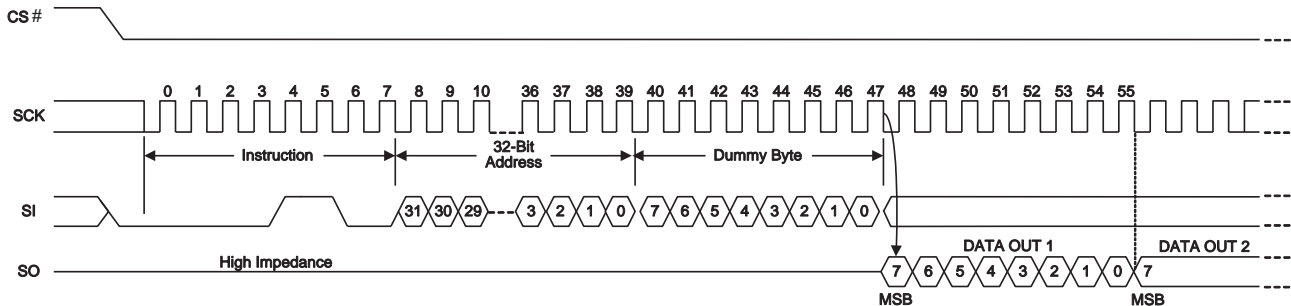 CS #
0 1 2 3 4 5 6 7 8 9 10 36 37 38 39 40 41 42 43 44 45 46 47 48 49 50 51 52 53 54 55
SCK
Instruction
32-Bit
Address
Dummy Byte
SI
31 30 29 3 2 1 0 7 6 5 4 3 2 1 0
DATA OUT 1 DATA OUT 2
High Impedance
SO
7 6 5 4 3 2 1 0 7
MSB MSB